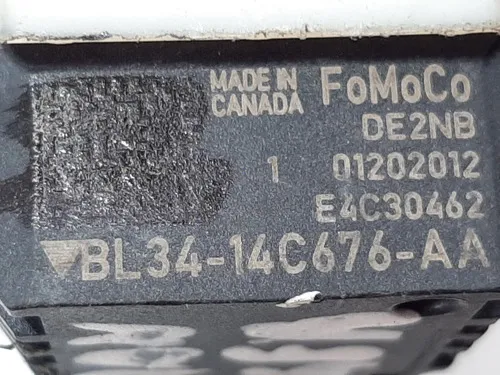 MADE IN
CANADA
FoMoCo
DE2NB
1 01202012
E4C30462
BL34-14C676-AA